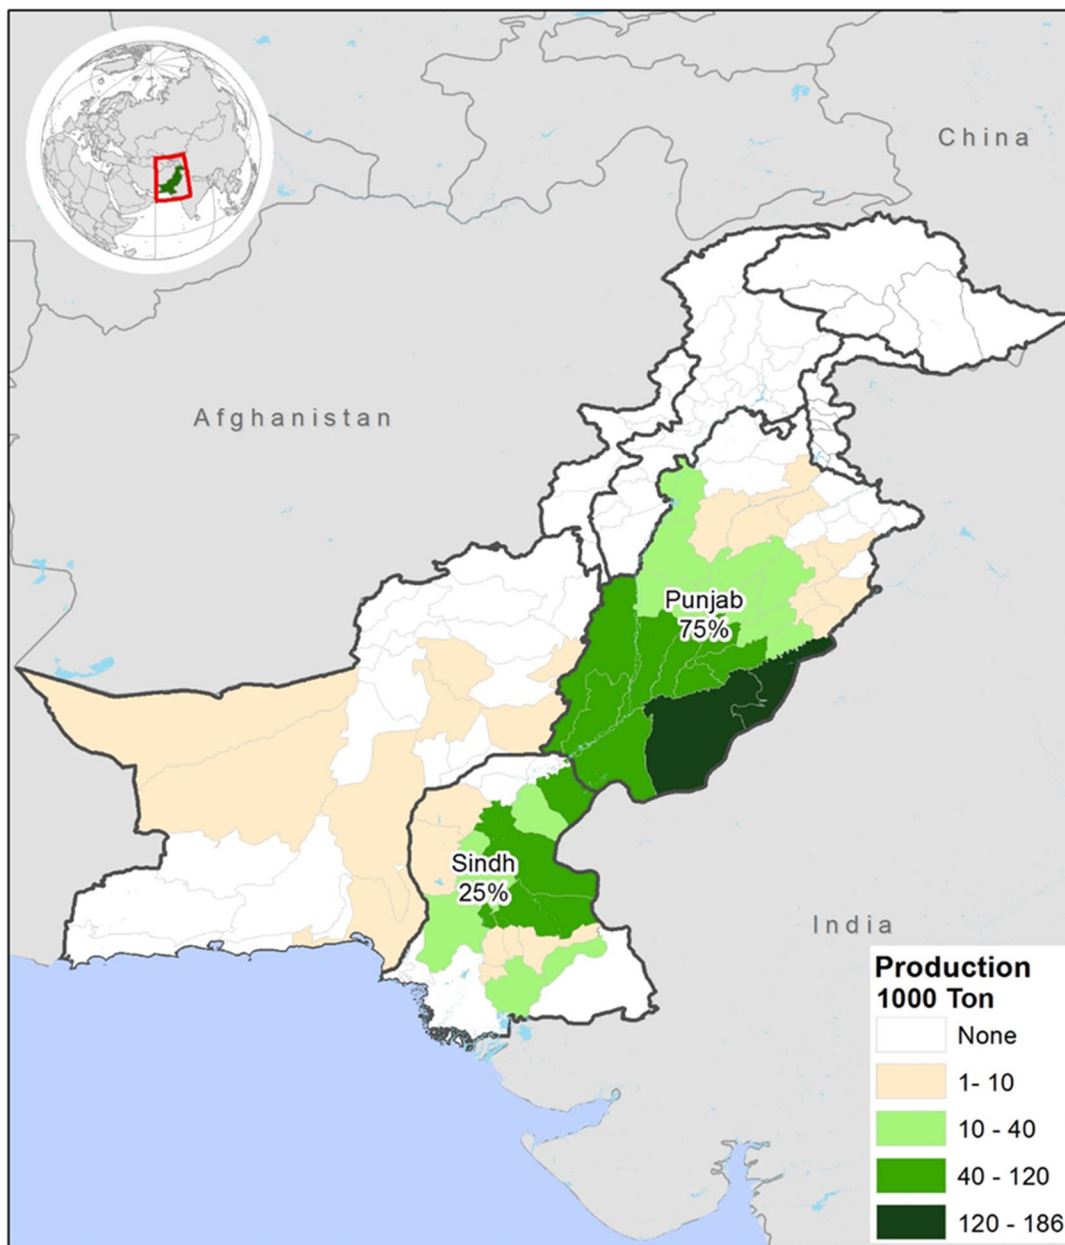 China
Afghanistan
Punjab
75%
Sindh
25%
India
Production
1000 Ton
None
1- 10
10 - 40
40 - 120
120 - 186